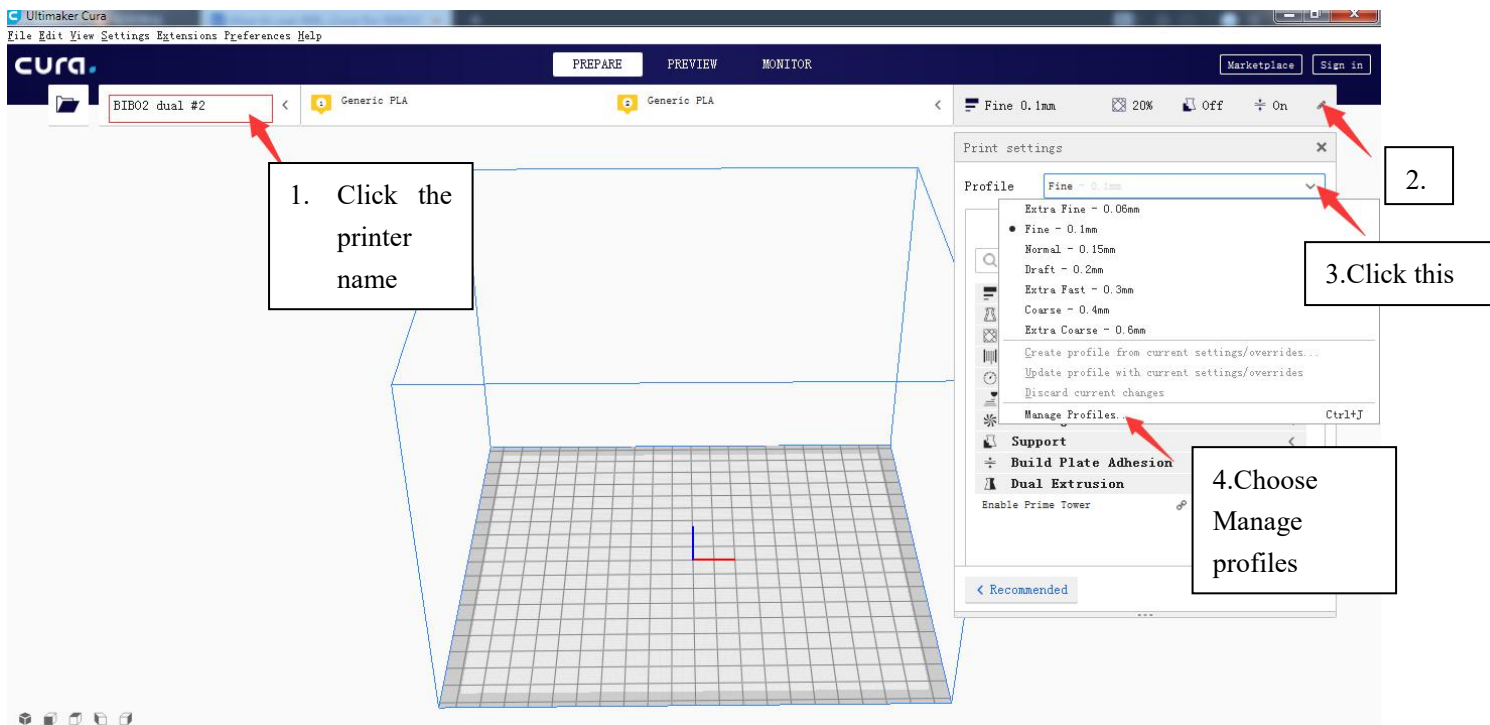 Ultimaker Cura
File Edit View Settings Extensions Preferences Help
cura.
PREPARE PREVIEW MONITOR
Marketplace Sign in
BIBO2 dual #2
1 Generic PLA
2 Generic PLA
Fine 0.1mm 20% Off On
Print settings
1. Click the
printer
name
2.
Profile Fine - 0.1mm
Extra Fine - 0.06mm
Fine - 0.1mm
Normal - 0.15mm
Draft - 0.2mm
Extra Fast - 0.3mm
Coarse - 0.4mm
Extra Coarse - 0.6mm
3.Click this
Create profile from current settings/overrides...
Update profile with current settings/overrides
Discard current changes
Manage Profiles... Ctrl+J
Support
Build Plate Adhesion
Dual Extrusion
Enable Prime Tower
4.Choose
Manage
profiles
Recommended